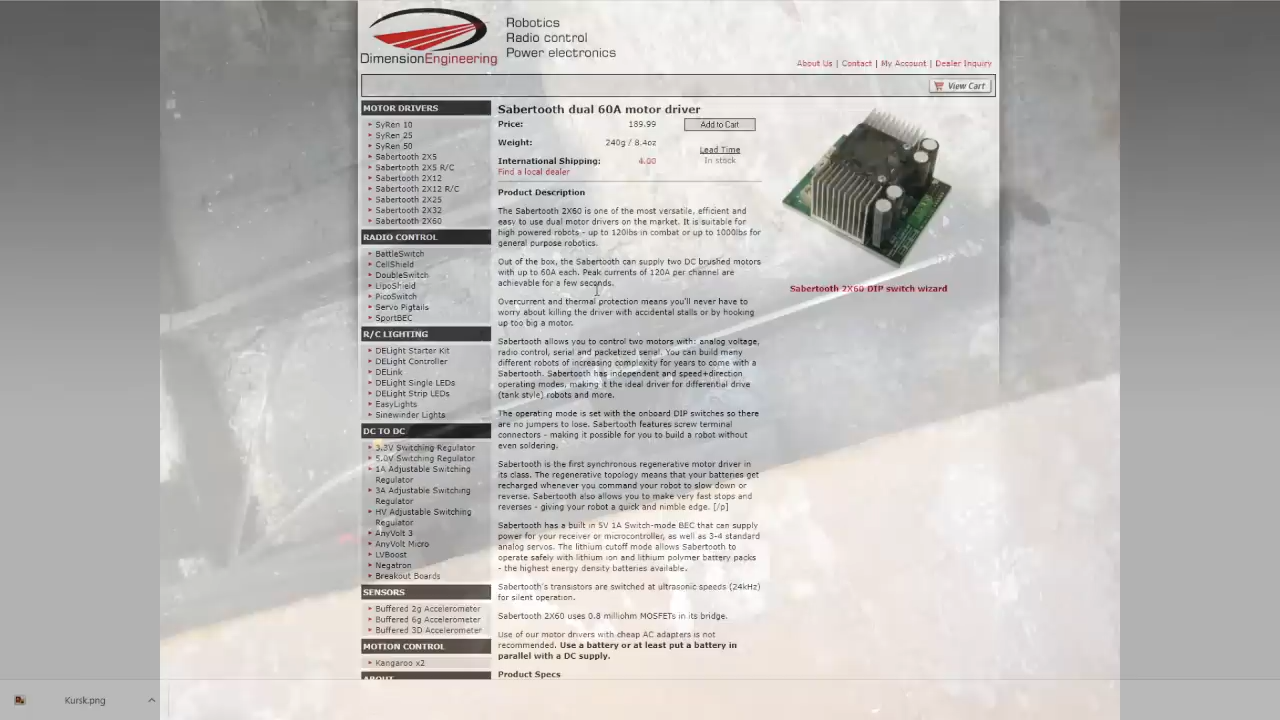 DimensionEngineering
Robotics
Radio control
Power electronics
About Us | Contact | My Account | Dealer Inquiry
View Cart
MOTOR DRIVERS
SyRen 10
SyRen 25
SyRen 50
Sabertooth 2X5
Sabertooth 2X5 R/C
Sabertooth 2X12
Sabertooth 2X12 R/C
Sabertooth 2X25
Sabertooth 2X32
Sabertooth 2X60
RADIO CONTROL
BattleSwitch
CellShield
DoubleSwitch
LipoShield
PicoSwitch
Servo Pigtails
SportBEC
R/C LIGHTING
DELight Starter Kit
DELight Controller
DELink
DELight Single LEDs
DELight Strip LEDs
EasyLights
Sinewinder Lights
DC TO DC
3.3V Switching Regulator
5.0V Switching Regulator
1A Adjustable Switching
Regulator
3A Adjustable Switching
Regulator
HV Adjustable Switching
Regulator
AnyVolt 3
AnyVolt Micro
LVBoost
Negatron
Breakout Boards
SENSORS
Buffered 2g Accelerometer
Buffered 6g Accelerometer
Buffered 3D Accelerometer
MOTION CONTROL
Kangaroo x2
ABOUT
Sabertooth dual 60A motor driver
Price: 189.99 Add to Cart
Weight: 240g / 8.4oz
Lead Time
In stock
International Shipping: 4.00
Find a local dealer
Product Description
The Sabertooth 2X60 is one of the most versatile, efficient and
easy to use dual motor drivers on the market. It is suitable for
high powered robots - up to 120lbs in combat or up to 1000lbs for
general purpose robotics.
Out of the box, the Sabertooth can supply two DC brushed motors
with up to 60A each. Peak currents of 120A per channel are
achievable for a few seconds.
Overcurrent and thermal protection means you'll never have to
worry about killing the driver with accidental stalls or by hooking
up too big a motor.
Sabertooth allows you to control two motors with: analog voltage,
radio control, serial and packetized serial. You can build many
different robots of increasing complexity for years to come with a
Sabertooth. Sabertooth has independent and speed+direction
operating modes, making it the ideal driver for differential drive
(tank style) robots and more.
The operating mode is set with the onboard DIP switches so there
are no jumpers to lose. Sabertooth features screw terminal
connectors - making it possible for you to build a robot without
even soldering.
Sabertooth is the first synchronous regenerative motor driver in
its class. The regenerative topology means that your batteries get
recharged whenever you command your robot to slow down or
reverse. Sabertooth also allows you to make very fast stops and
reverses - giving your robot a quick and nimble edge. [/p]
Sabertooth has a built in 5V 1A Switch-mode BEC that can supply
power for your receiver or microcontroller, as well as 3-4 standard
analog servos. The lithium cutoff mode allows Sabertooth to
operate safely with lithium ion and lithium polymer battery packs
- the highest energy density batteries available.
Sabertooth's transistors are switched at ultrasonic speeds (24kHz)
for silent operation.
Sabertooth 2X60 uses 0.8 milliohm MOSFETs in its bridge.
Use of our motor drivers with cheap AC adapters is not
recommended. Use a battery or at least put a battery in
parallel with a DC supply.
Product Specs
Sabertooth 2X60 DIP switch wizard
Kursk.png